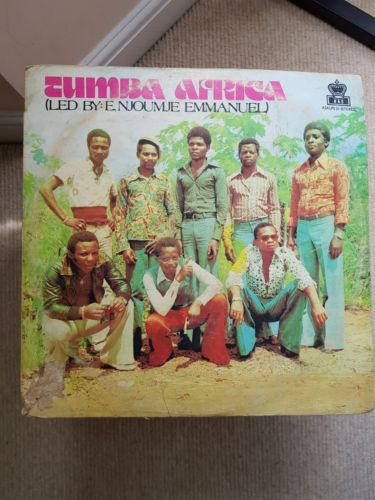 TUMBA AFRICA
(LED BY: E. NJOUMJE EMMANUEL)